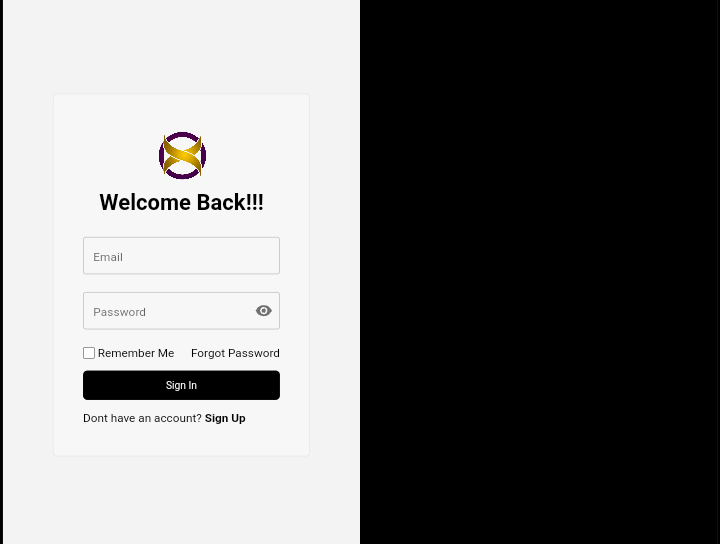 Welcome Back!!!
Email
Password
Remember Me Forgot Password
Sign In
Dont have an account? Sign Up